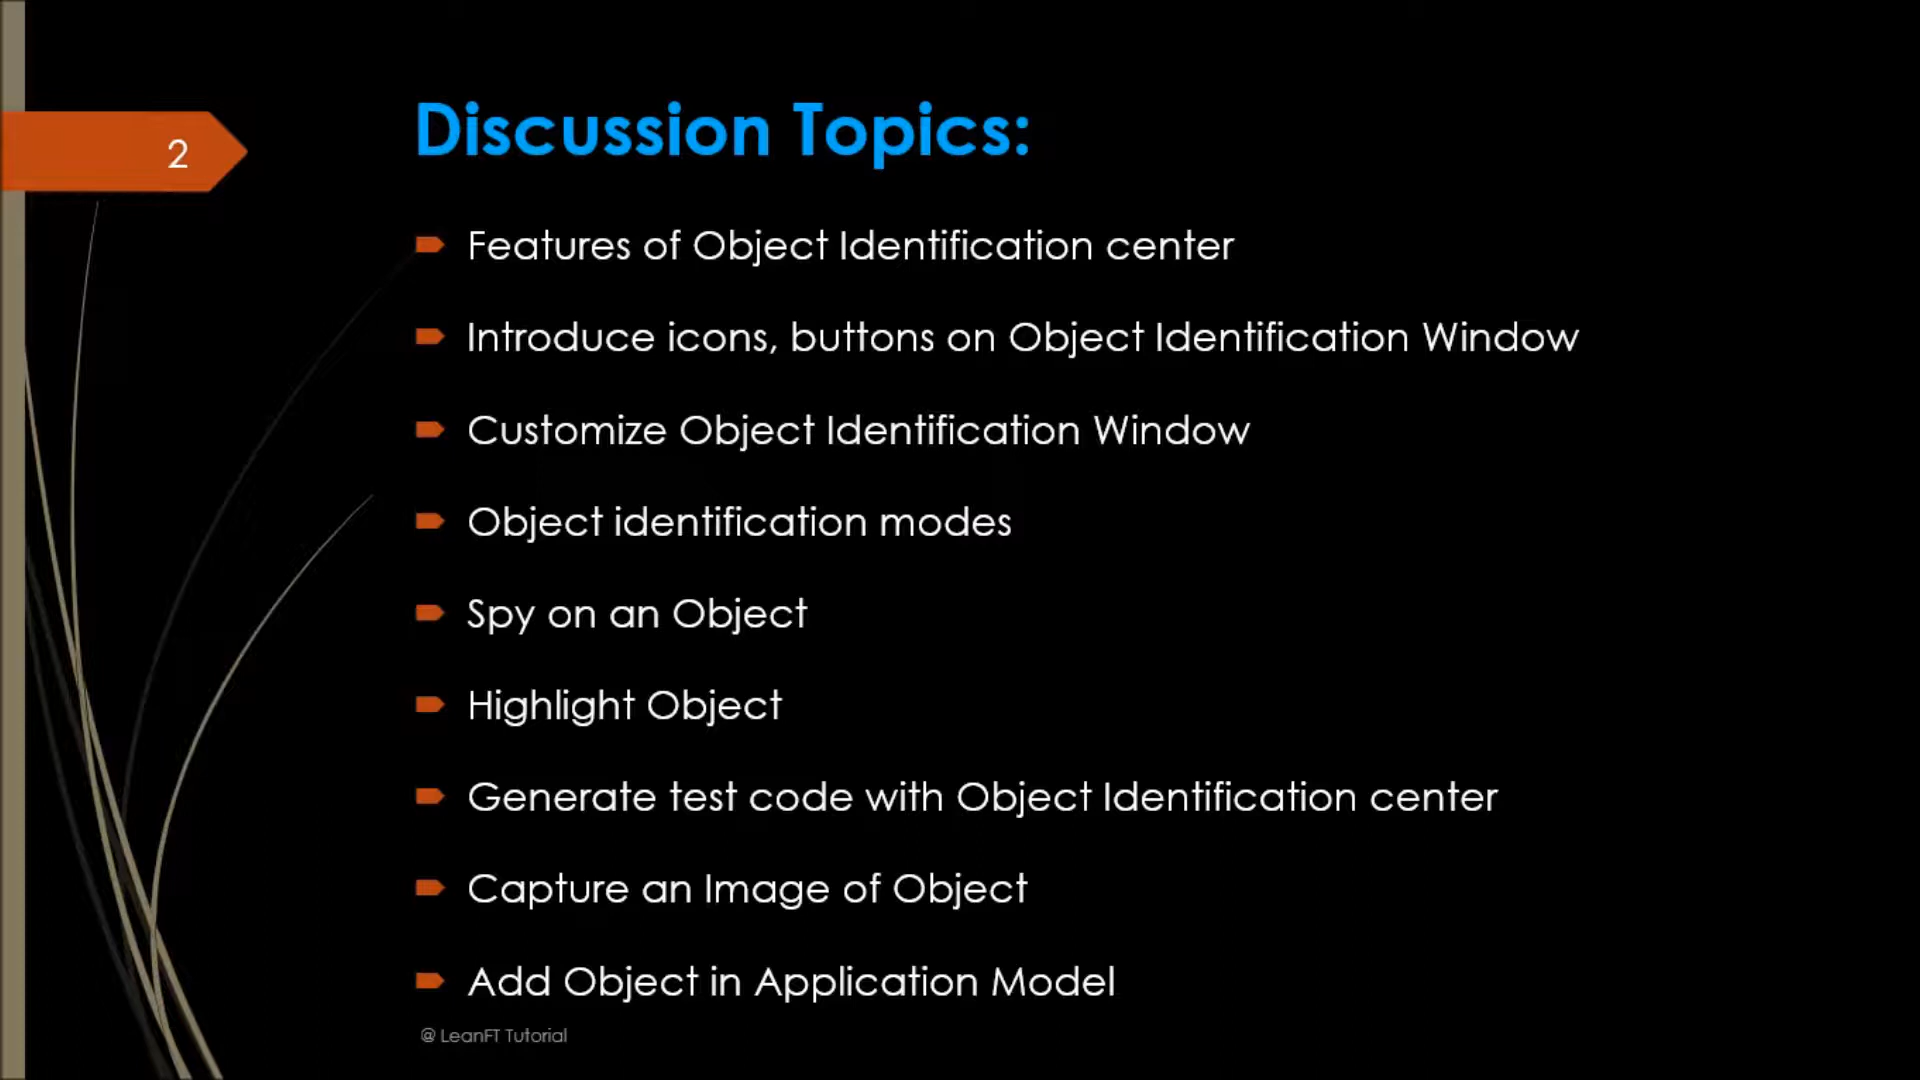 2
Discussion Topics:
Features of Object Identification center
Introduce icons, buttons on Object Identification Window
Customize Object Identification Window
Object identification modes
Spy on an Object
Highlight Object
Generate test code with Object Identification center
Capture an Image of Object
Add Object in Application Model
@ LeanFT Tutorial